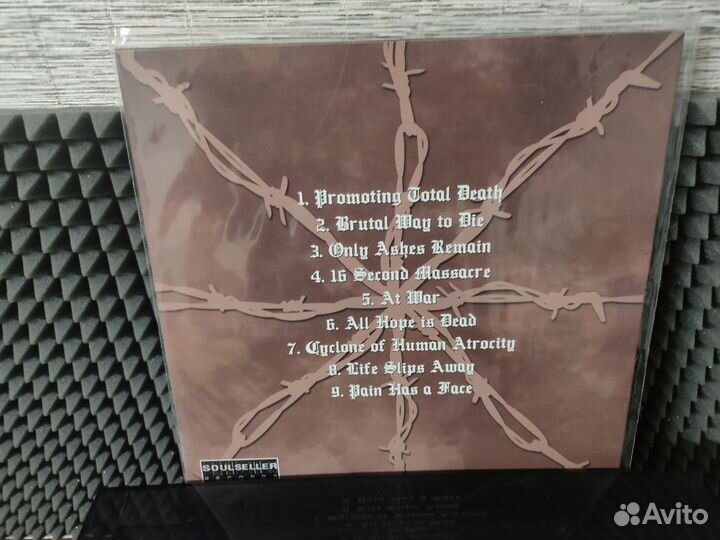 1. Promoting Total Death
2. Brutal Way to Die
3. Only Ashes Remain
4. 16 Second Massacre
5. At War
6. All Hope is Dead
7. Cyclone of Human Atrocity
8. Life Slips Away
9. Pain Has a Face
SOULSELLER
RECORDS
Avito